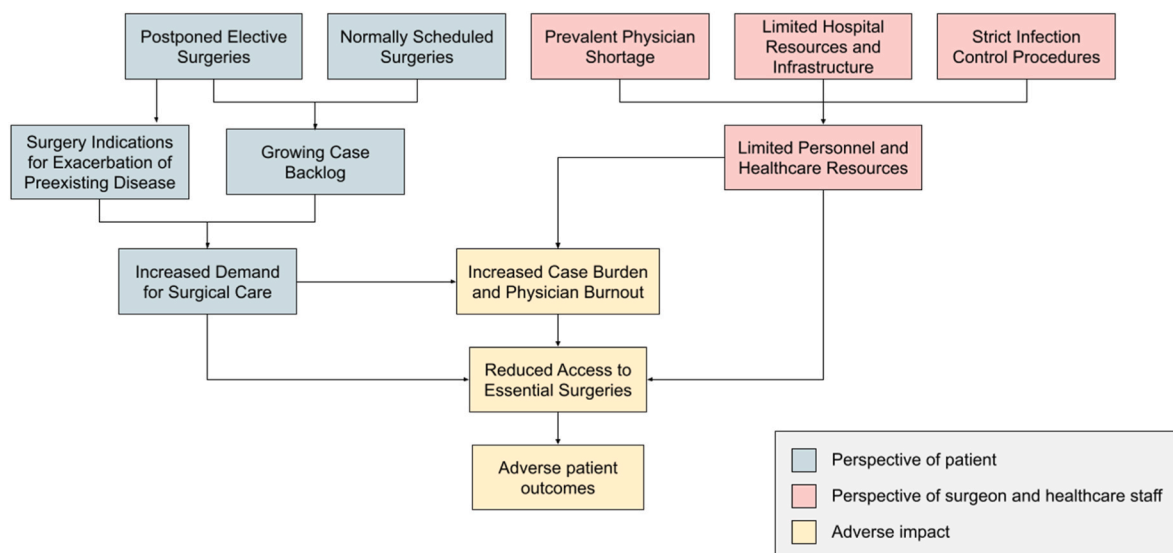 Postponed Elective
Surgeries
Normally Scheduled
Surgeries
Prevalent Physician
Shortage
Limited Hospital
Resources and
Infrastructure
Strict Infection
Control Procedures
Surgery Indications
for Exacerbation of
Preexisting Disease
Growing Case
Backlog
Limited Personnel and
Healthcare Resources
Increased Demand
for Surgical Care
Increased Case Burden
and Physician Burnout
Reduced Access to
Essential Surgeries
Adverse patient
outcomes
Perspective of patient
Perspective of surgeon and healthcare staff
Adverse impact